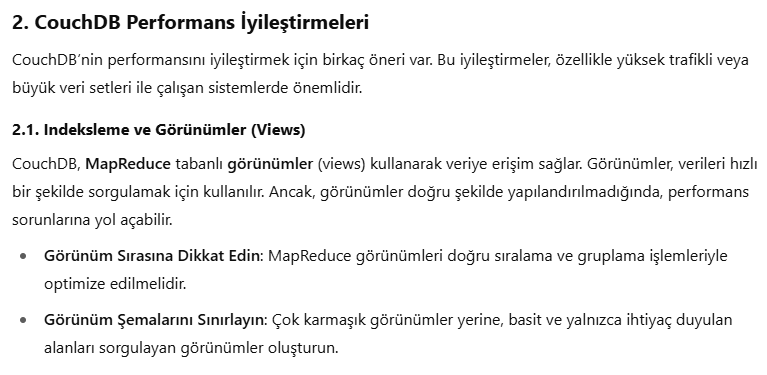 2. CouchDB Performans İyileştirmeleri
CouchDB'nin performansını iyileştirmek için birkaç öneri var. Bu iyileştirmeler, özellikle yüksek trafikli veya
büyük veri setleri ile çalışan sistemlerde önemlidir.
2.1. Indeksleme ve Görünümler (Views)
CouchDB, MapReduce tabanlı görünümler (views) kullanarak veriye erişim sağlar. Görünümler, verileri hızlı
bir şekilde sorgulamak için kullanılır. Ancak, görünümler doğru şekilde yapılandırılmadığında, performans
sorunlarına yol açabilir.
• Görünüm Sırasına Dikkat Edin: MapReduce görünümleri doğru sıralama ve gruplama işlemleriyle
optimize edilmelidir.
• Görünüm Şemalarını Sınırlayın: Çok karmaşık görünümler yerine, basit ve yalnızca ihtiyaç duyulan
alanları sorgulayan görünümler oluşturun.